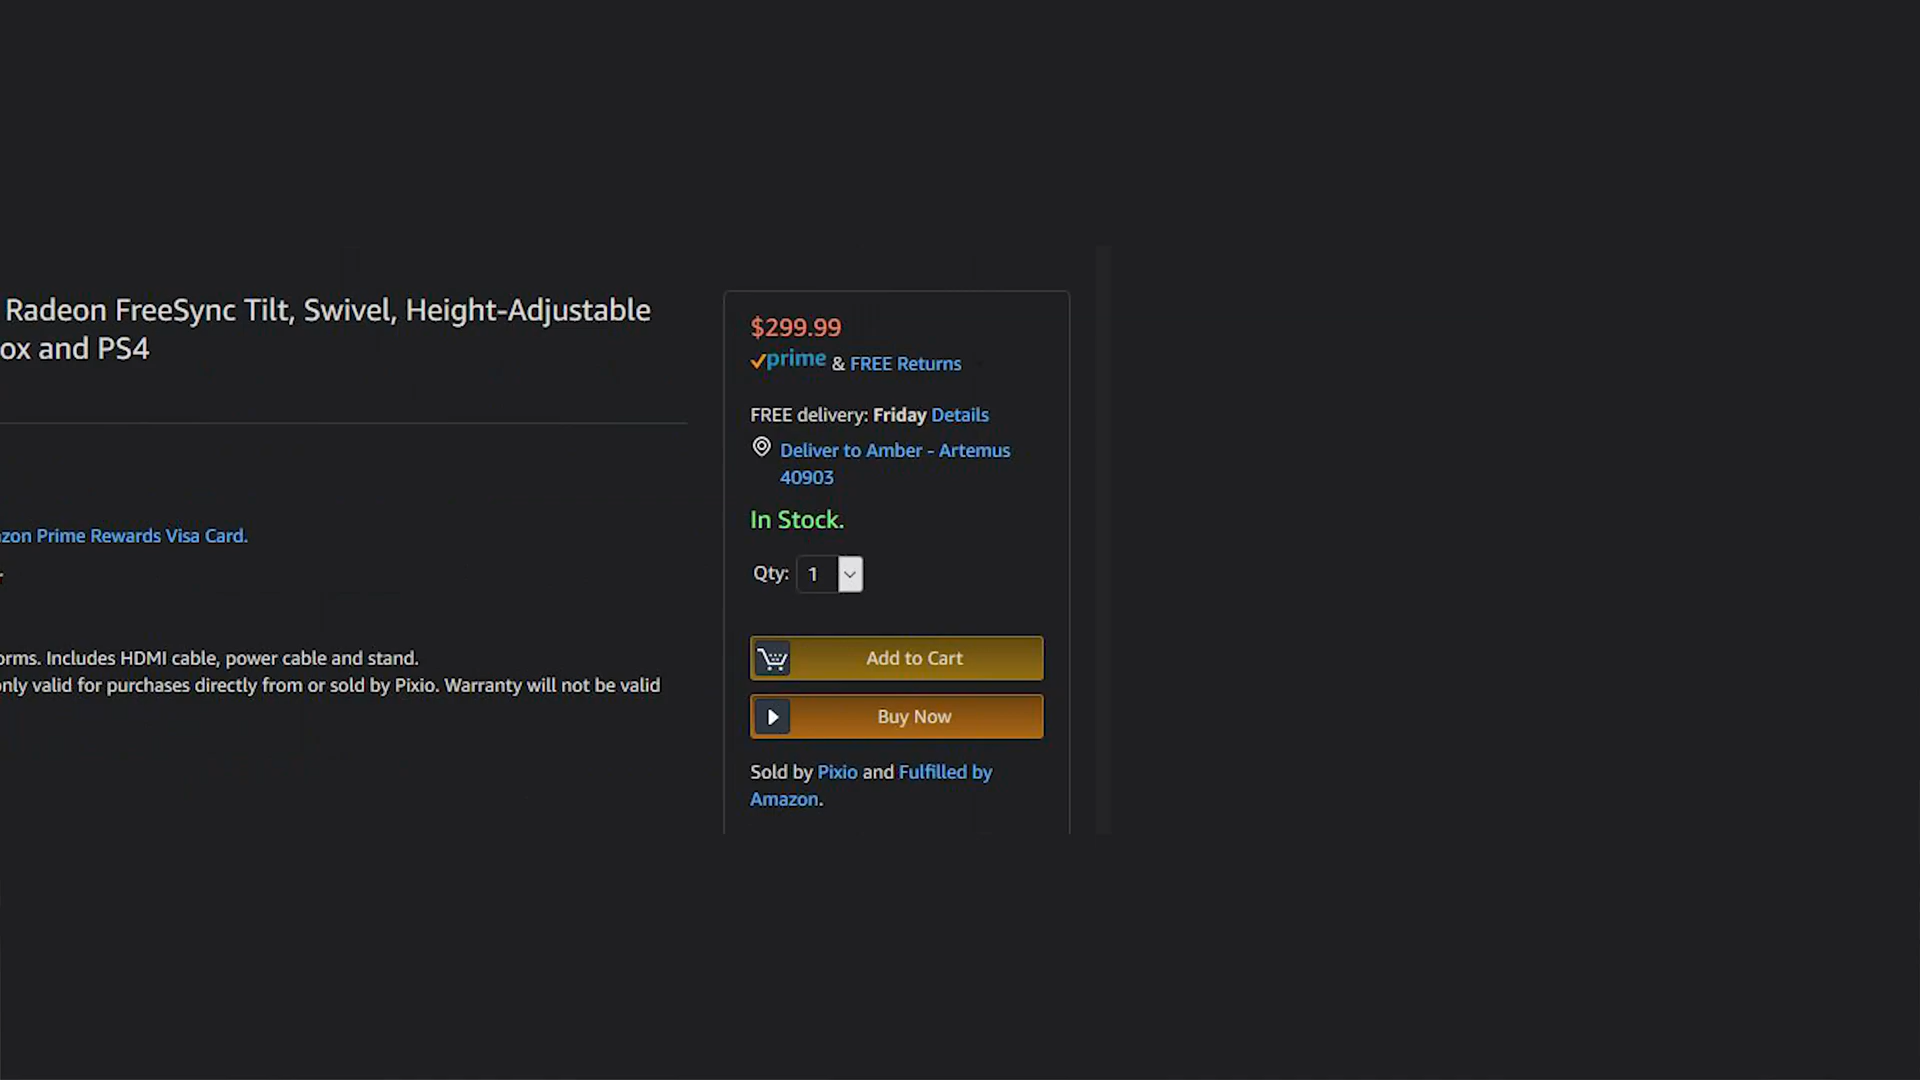 Radeon FreeSync Tilt, Swivel, Height-Adjustable
ox and PS4
zon Prime Rewards Visa Card.
orms. Includes HDMI cable, power cable and stand.
only valid for purchases directly from or sold by Pixio. Warranty will not be valid
$299.99
prime & FREE Returns
FREE delivery: Friday Details
Deliver to Amber - Artemus
40903
In Stock.
Qty: 1
Add to Cart
Buy Now
Sold by Pixio and Fulfilled by
Amazon.